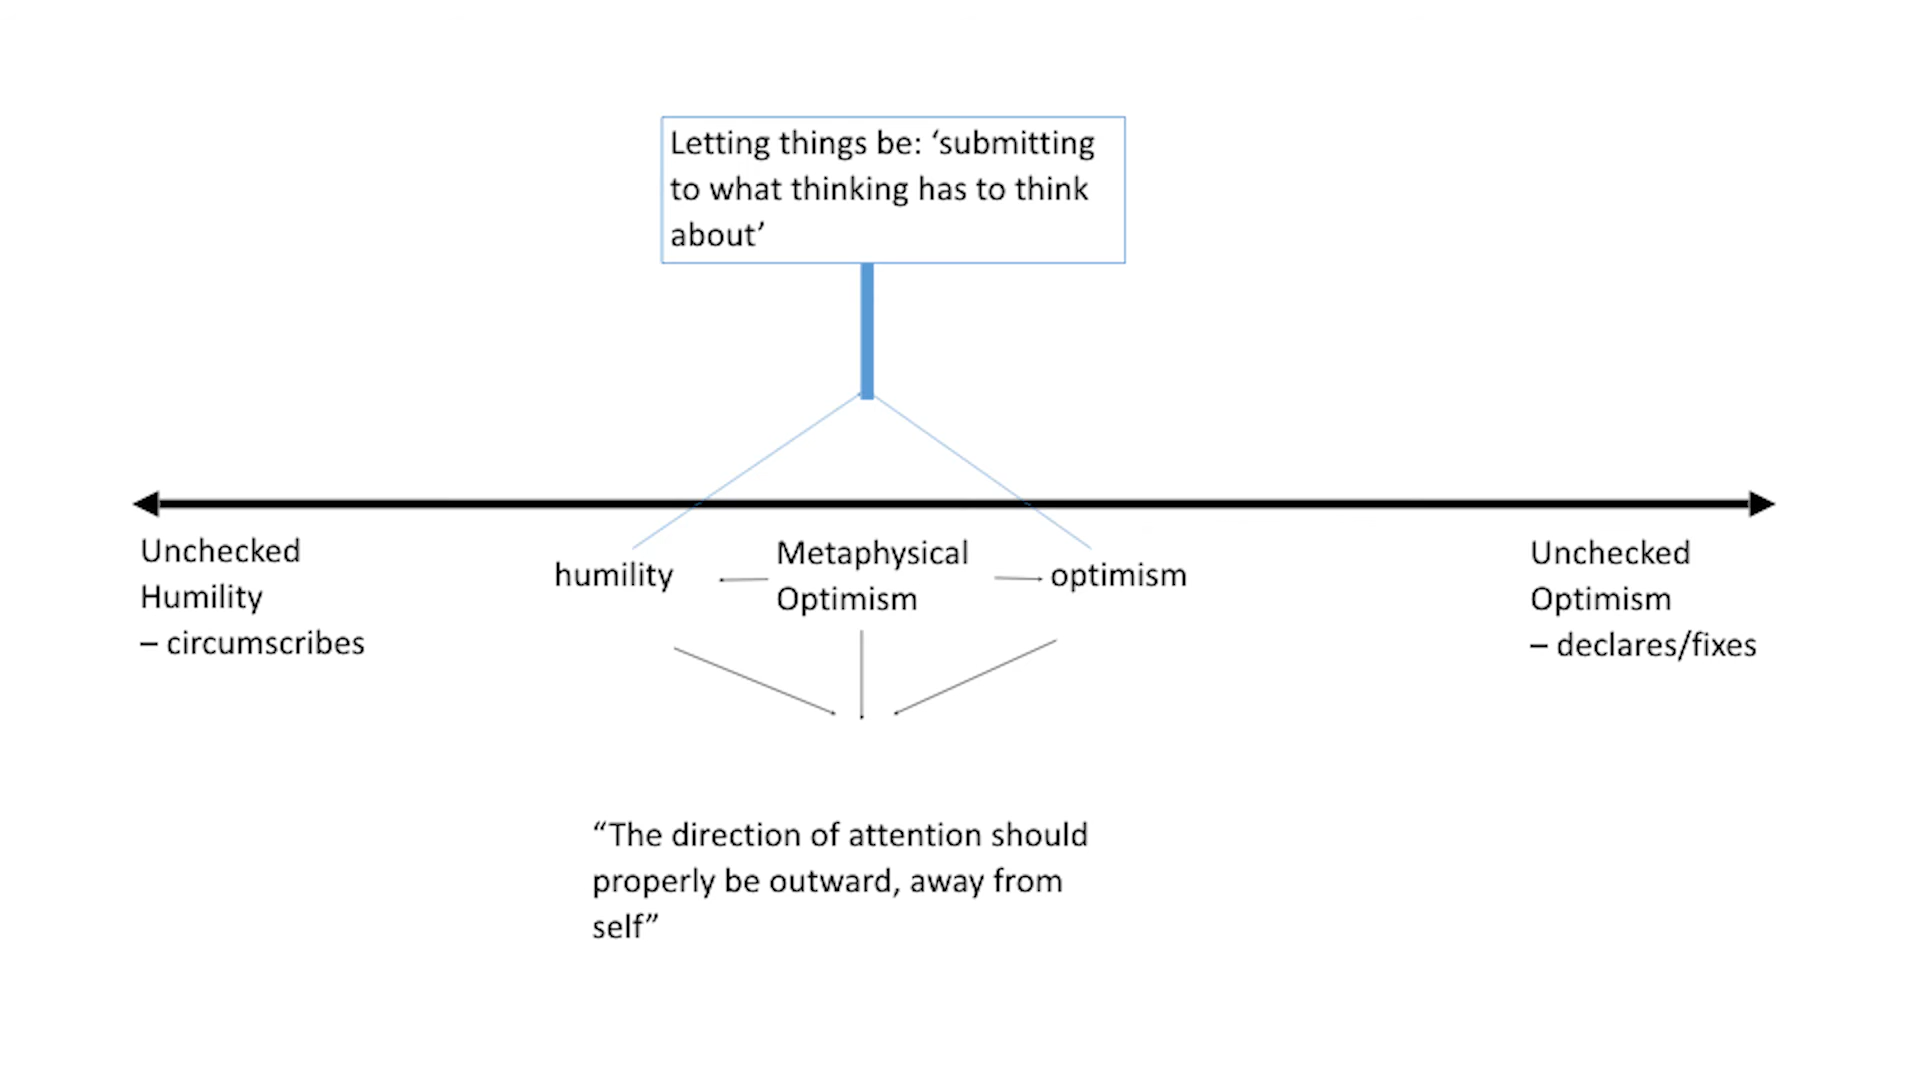 Letting things be: ‘submitting
to what thinking has to think
about’
Unchecked
Humility
– circumscribes
humility
Metaphysical
Optimism
optimism
Unchecked
Optimism
– declares/fixes
“The direction of attention should
properly be outward, away from
self”